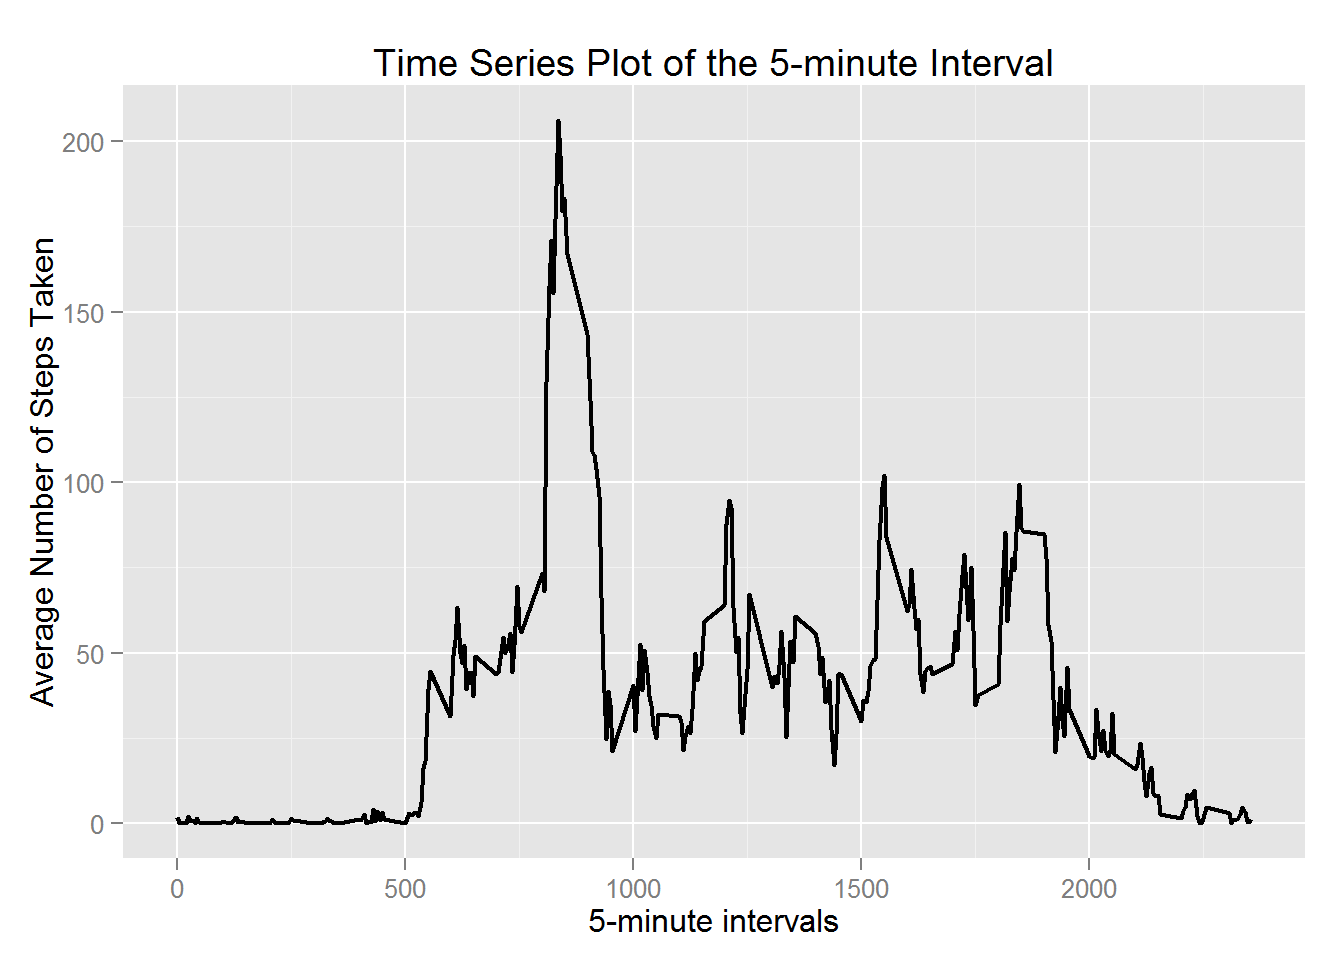 Time Series Plot of the 5-minute Interval
Average Number of Steps Taken
200
150
100
50
0
0 500 1000 1500 2000
5-minute intervals